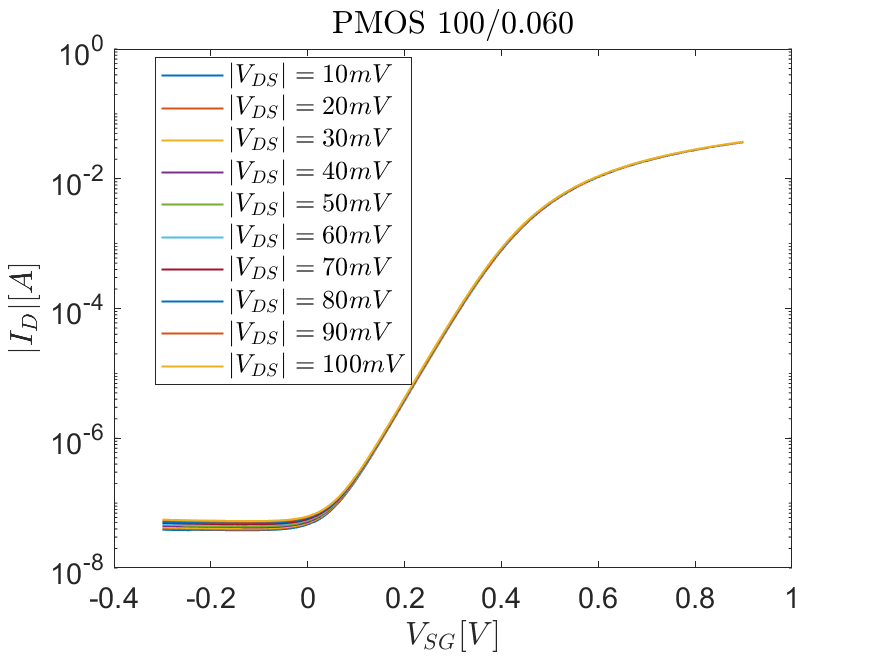 PMOS 100/0.060
10^0
10^-2
10^-4
10^-6
10^-8
|I_D|[A]
|V_DS| = 10mV
|V_DS| = 20mV
|V_DS| = 30mV
|V_DS| = 40mV
|V_DS| = 50mV
|V_DS| = 60mV
|V_DS| = 70mV
|V_DS| = 80mV
|V_DS| = 90mV
|V_DS| = 100mV
-0.4 -0.2 0 0.2 0.4 0.6 0.8 1
V_SG[V]